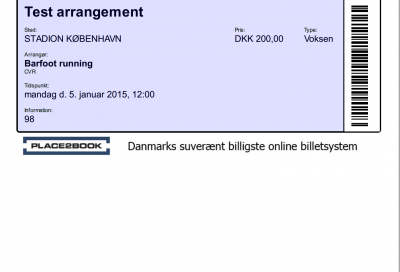 Test arrangement
Sted: Pris: Type:
STADION KØBENHAVN DKK 200,00 Voksen
Arrangør:
Barfoot running
CVR
Tidspunkt:
mandag d. 5. januar 2015, 12:00
Information:
98
PLACE2BOOK Danmarks suverænt billigste online billetsystem